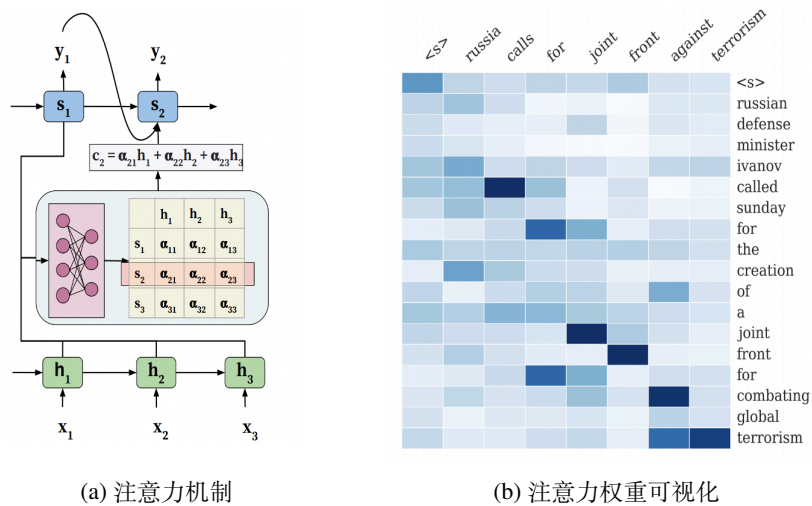 y₁ y₂
s₁ s₂
c₂ = α₂₁h₁ + α₂₂h₂ + α₂₃h₃
h₁ h₂ h₃
s₁ α₁₁ α₁₂ α₁₃
s₂ α₂₁ α₂₂ α₂₃
s₃ α₃₁ α₃₂ α₃₃
h₁ h₂ h₃
x₁ x₂ x₃
(a) 注意力机制
<s> russia calls for joint front against terrorism
<s>
russian
defense
minister
ivanov
called
sunday
for
the
creation
of
a
joint
front
for
combating
global
terrorism
(b) 注意力权重可视化